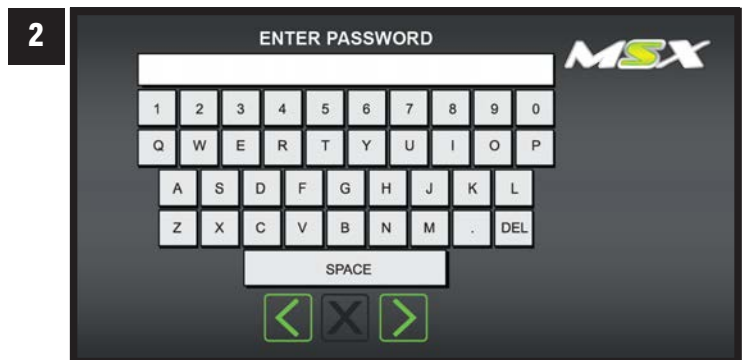 2
ENTER PASSWORD
MSX
1 2 3 4 5 6 7 8 9 0
Q W E R T Y U I O P
A S D F G H J K L
Z X C V B N M . DEL
SPACE
< X >